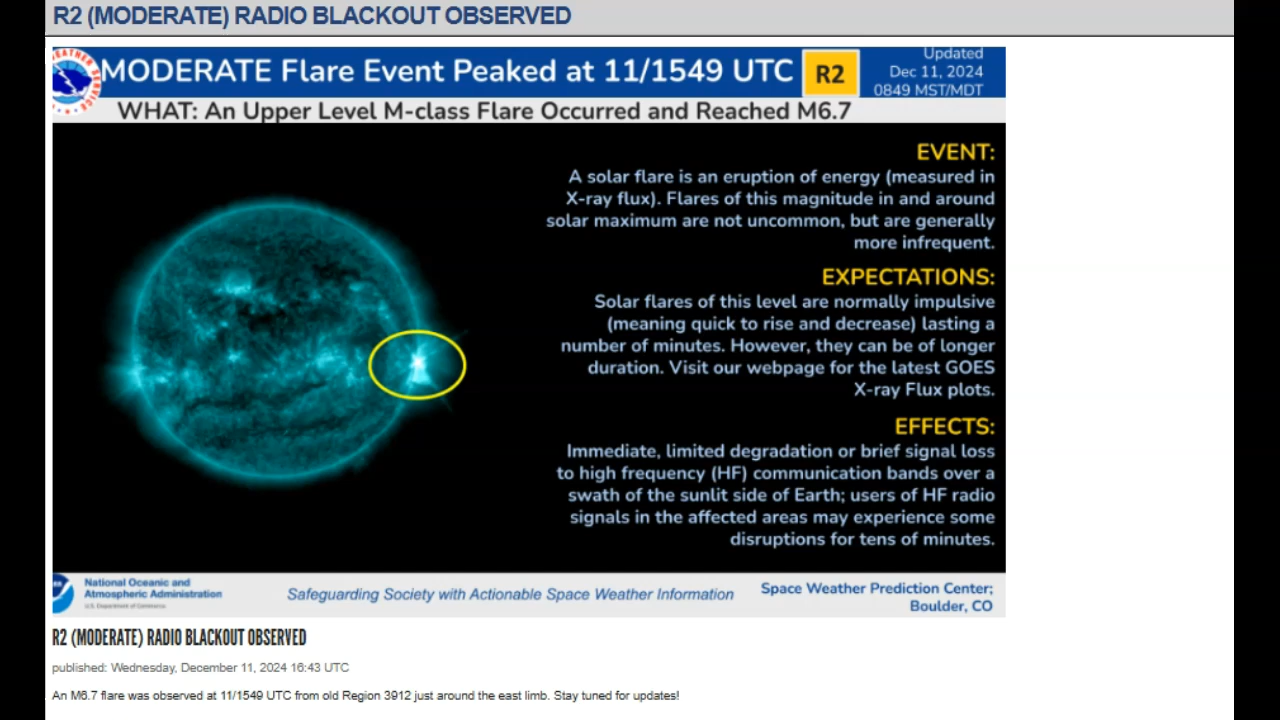 R2 (MODERATE) RADIO BLACKOUT OBSERVED
MODERATE Flare Event Peaked at 11/1549 UTC
R2
Updated
Dec 11, 2024
0849 MST/MDT
WHAT: An Upper Level M-class Flare Occurred and Reached M6.7
EVENT:
A solar flare is an eruption of energy (measured in
X-ray flux). Flares of this magnitude in and around
solar maximum are not uncommon, but are generally
more infrequent.
EXPECTATIONS:
Solar flares of this level are normally impulsive
(meaning quick to rise and decrease) lasting a
number of minutes. However, they can be of longer
duration. Visit our webpage for the latest GOES
X-ray Flux plots.
EFFECTS:
Immediate, limited degradation or brief signal loss
to high frequency (HF) communication bands over a
swath of the sunlit side of Earth; users of HF radio
signals in the affected areas may experience some
disruptions for tens of minutes.
National Oceanic and
Atmospheric Administration
U.S. Department of Commerce
Safeguarding Society with Actionable Space Weather Information
Space Weather Prediction Center;
Boulder, CO
R2 (MODERATE) RADIO BLACKOUT OBSERVED
published: Wednesday, December 11, 2024 16:43 UTC
An M6.7 flare was observed at 11/1549 UTC from old Region 3912 just around the east limb. Stay tuned for updates!